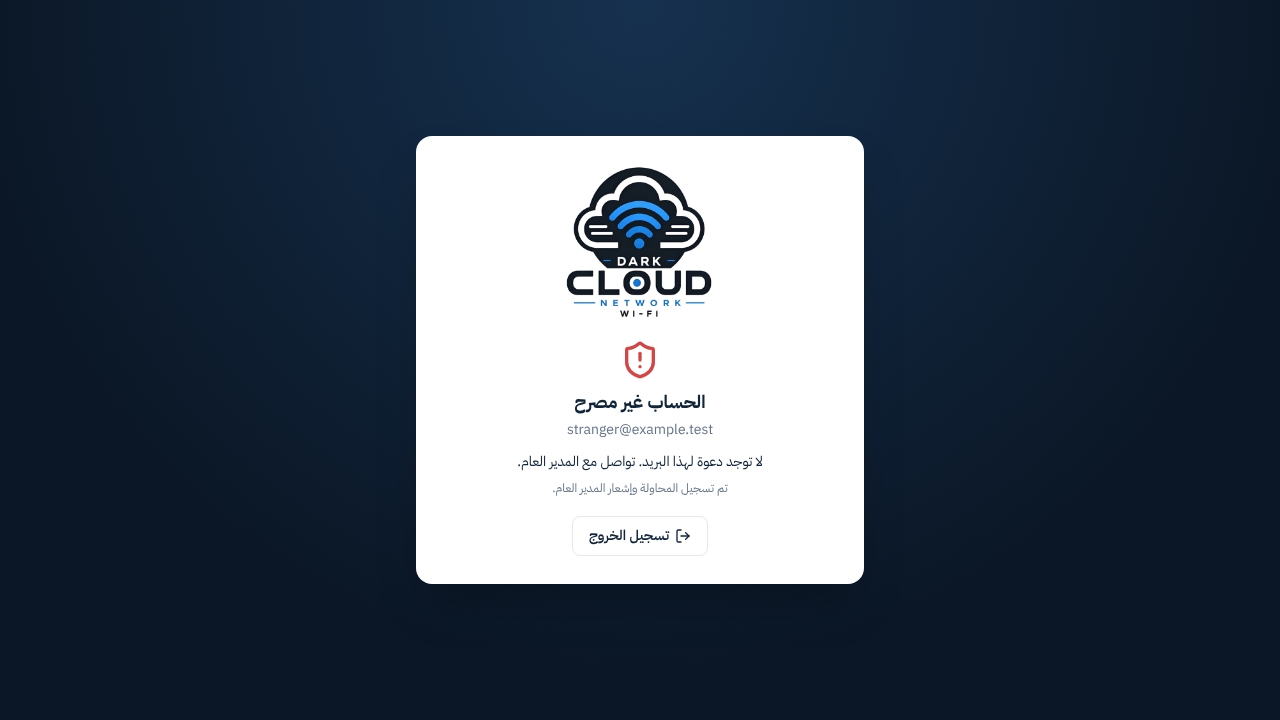 DARK
CLOUD
NETWORK
WI-FI
الحساب غير مصرح
stranger@example.test
لا توجد دعوة لهذا البريد. تواصل مع المدير العام.
تم تسجيل المحاولة وإشعار المدير العام.
تسجيل الخروج